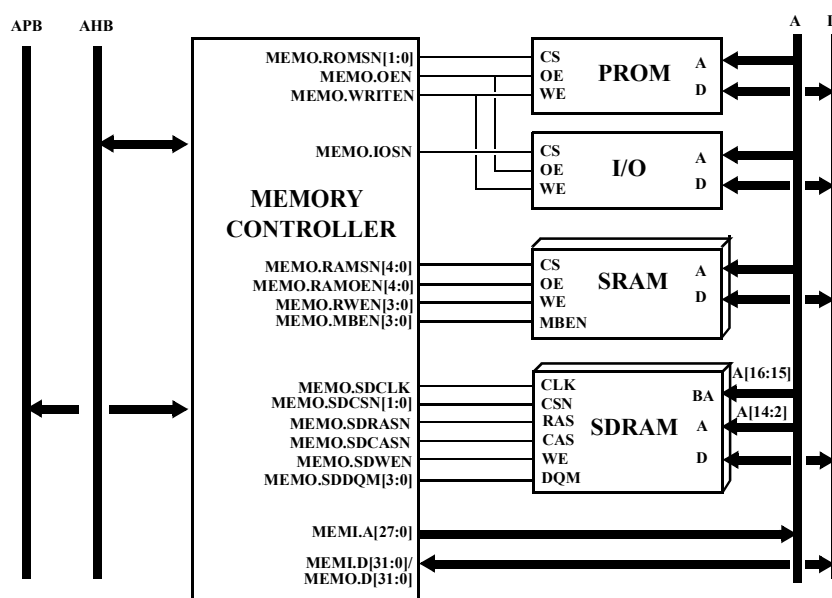 APB
AHB
A
MEMO.ROMSN[1:0]
MEMO.OEN
MEMO.WRITEN
CS
OE
WE
PROM
A
D
MEMO.IOSN
CS
OE
WE
I/O
A
D
MEMORY
CONTROLLER
MEMO.RAMSN[4:0]
MEMO.RAMOEN[4:0]
MEMO.RWEN[3:0]
MEMO.MBEN[3:0]
CS
OE
WE
MBEN
SRAM
A
D
MEMO.SDCLK
MEMO.SDCSN[1:0]
MEMO.SDRASN
MEMO.SDCASN
MEMO.SDWEN
MEMO.SDDQM[3:0]
CLK
CSN
RAS
CAS
WE
DQM
SDRAM
BA
A
D
A[16:15]
A[14:2]
MEMI.A[27:0]
MEMI.D[31:0]/
MEMO.D[31:0]